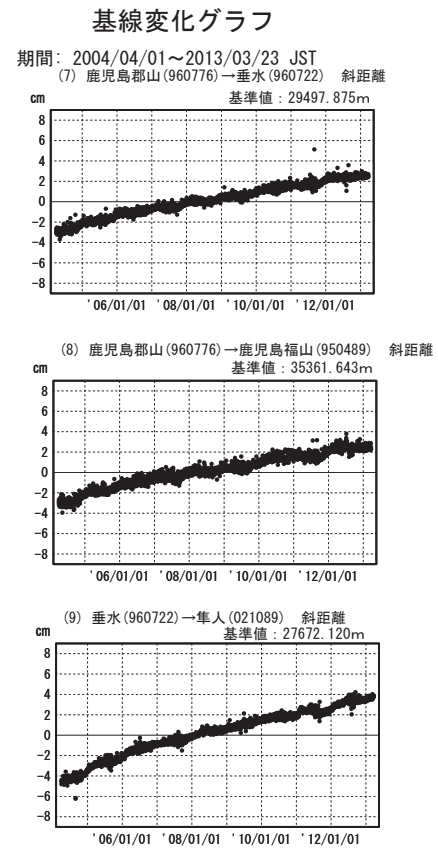 基線変化グラフ
期間: 2004/04/01～2013/03/23 JST
(7) 鹿児島郡山(960776)→垂水(960722) 斜距離
cm 基準値：29497.875m
8
6
4
2
0
-2
-4
-6
-8
'06/01/01 '08/01/01 '10/01/01 '12/01/01
(8) 鹿児島郡山(960776)→鹿児島福山(950489) 斜距離
cm 基準値：35361.643m
8
6
4
2
0
-2
-4
-6
-8
'06/01/01 '08/01/01 '10/01/01 '12/01/01
(9) 垂水(960722)→隼人(021089) 斜距離
cm 基準値：27672.120m
8
6
4
2
0
-2
-4
-6
-8
'06/01/01 '08/01/01 '10/01/01 '12/01/01